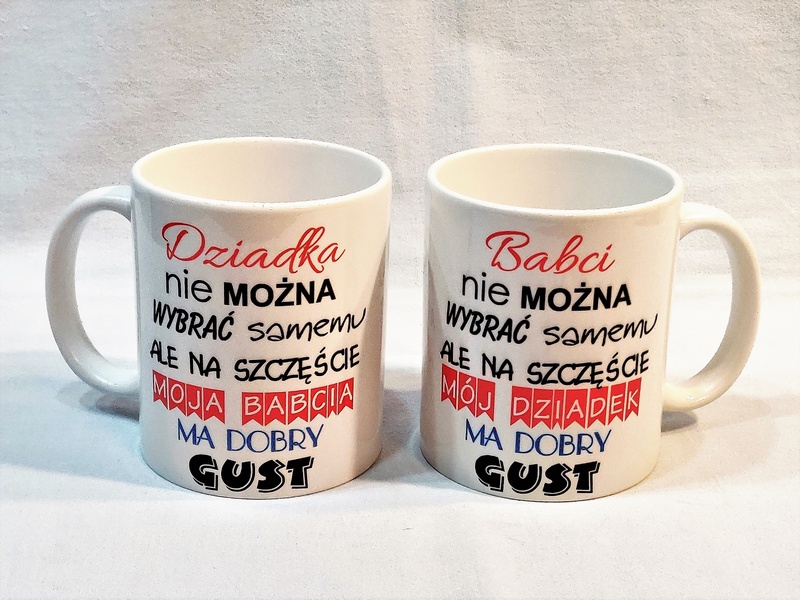 Dziadka
nie MOŻNA
WYBRAĆ samemu
ALE NA SZCZĘŚCIE
MOJA BABCIA
MA DOBRY
GUST
Babci
nie MOŻNA
WYBRAĆ samemu
ALE NA SZCZĘŚCIE
MÓJ DZIADEK
MA DOBRY
GUST